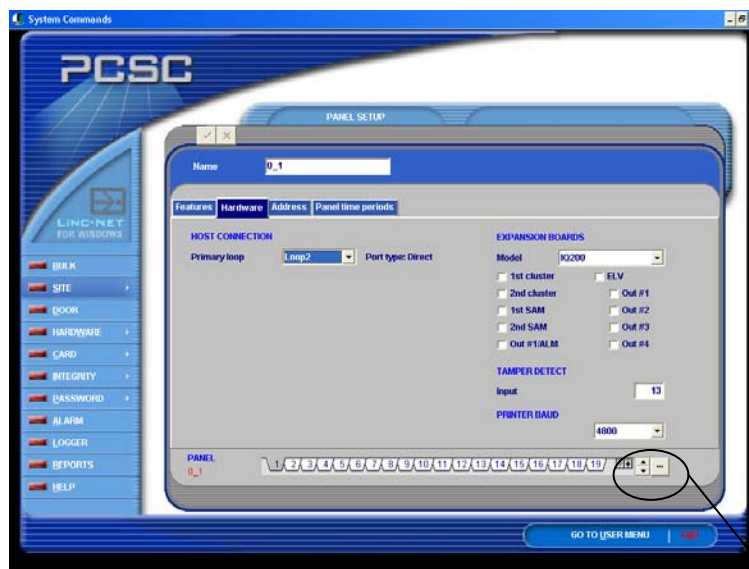 System Commands
PCSC
PANEL SETUP
Name 0_1
Features Hardware Address Panel time periods
HOST CONNECTION
Primary loop Loop2 Port type: Direct
EXPANSION BOARDS
Model IQ200
1st cluster ELV
2nd cluster Out #1
1st SAM Out #2
2nd SAM Out #3
Out #1/ALM Out #4
TAMPER DETECT
Input 13
PRINTER BAUD
4800
PANEL
0_1
1 2 3 4 5 6 7 8 9 10 11 12 13 14 15 16 17 18 19
LINC-NET
FOR WINDOWS
BULK
SITE
DOOR
HARDWARE
CARD
INTEGRITY
PASSWORD
ALARM
LOGGER
REPORTS
HELP
GO TO USER MENU